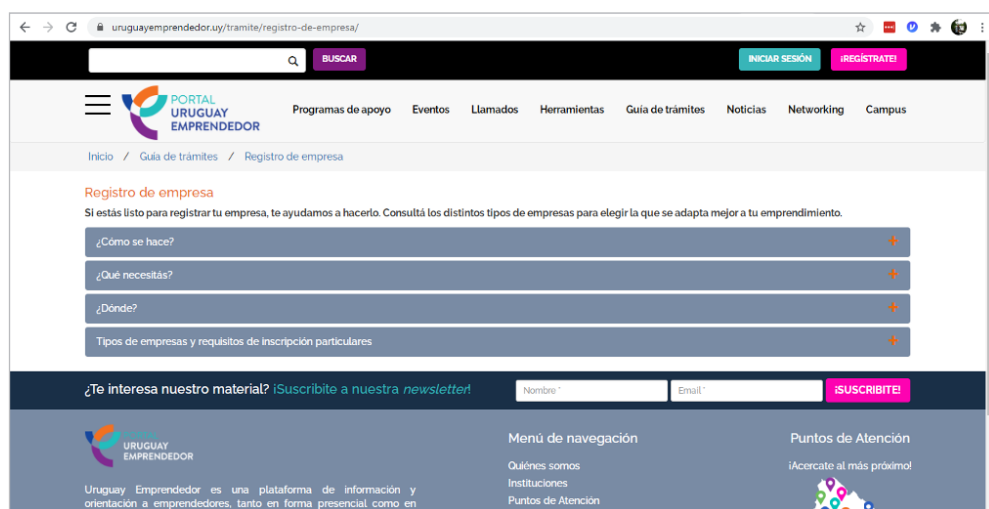 uruguayemprendedor.uy/tramite/registro-de-empresa/
BUSCAR
INICIAR SESIÓN
¡REGÍSTRATE!
PORTAL
URUGUAY
EMPRENDEDOR
Programas de apoyo Eventos Llamados Herramientas Guía de trámites Noticias Networking Campus
Inicio / Guía de trámites / Registro de empresa
Registro de empresa
Si estás listo para registrar tu empresa, te ayudamos a hacerlo. Consultá los distintos tipos de empresas para elegir la que se adapta mejor a tu emprendimiento.
¿Cómo se hace?
¿Qué necesitás?
¿Dónde?
Tipos de empresas y requisitos de inscripción particulares
¿Te interesa nuestro material? ¡Suscribite a nuestra newsletter!
Nombre *
Email *
¡SUSCRIBITE!
PORTAL
URUGUAY
EMPRENDEDOR
Uruguay Emprendedor es una plataforma de información y
orientación a emprendedores, tanto en forma presencial como en
Menú de navegación
Quiénes somos
Instituciones
Puntos de Atención
Puntos de Atención
¡Acercate al más próximo!